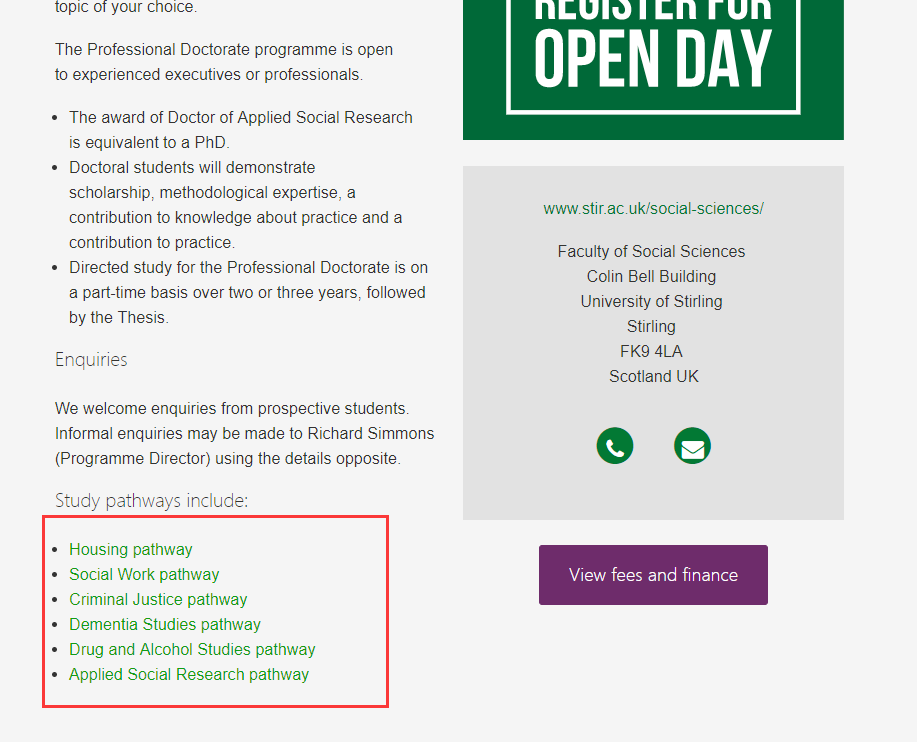 topic of your choice.
The Professional Doctorate programme is open
to experienced executives or professionals.
The award of Doctor of Applied Social Research
is equivalent to a PhD.
Doctoral students will demonstrate
scholarship, methodological expertise, a
contribution to knowledge about practice and a
contribution to practice.
Directed study for the Professional Doctorate is on
a part-time basis over two or three years, followed
by the Thesis.
Enquiries
We welcome enquiries from prospective students.
Informal enquiries may be made to Richard Simmons
(Programme Director) using the details opposite.
Study pathways include:
Housing pathway
Social Work pathway
Criminal Justice pathway
Dementia Studies pathway
Drug and Alcohol Studies pathway
Applied Social Research pathway
REGISTER FOR
OPEN DAY
www.stir.ac.uk/social-sciences/
Faculty of Social Sciences
Colin Bell Building
University of Stirling
Stirling
FK9 4LA
Scotland UK
View fees and finance